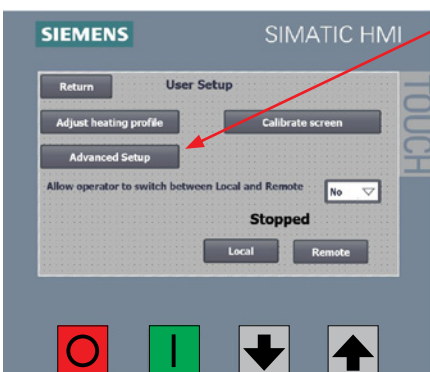 SIEMENS SIMATIC HMI
TOUCH
Return User Setup
Adjust heating profile Calibrate screen
Advanced Setup
Allow operator to switch between Local and Remote No
Stopped
Local Remote